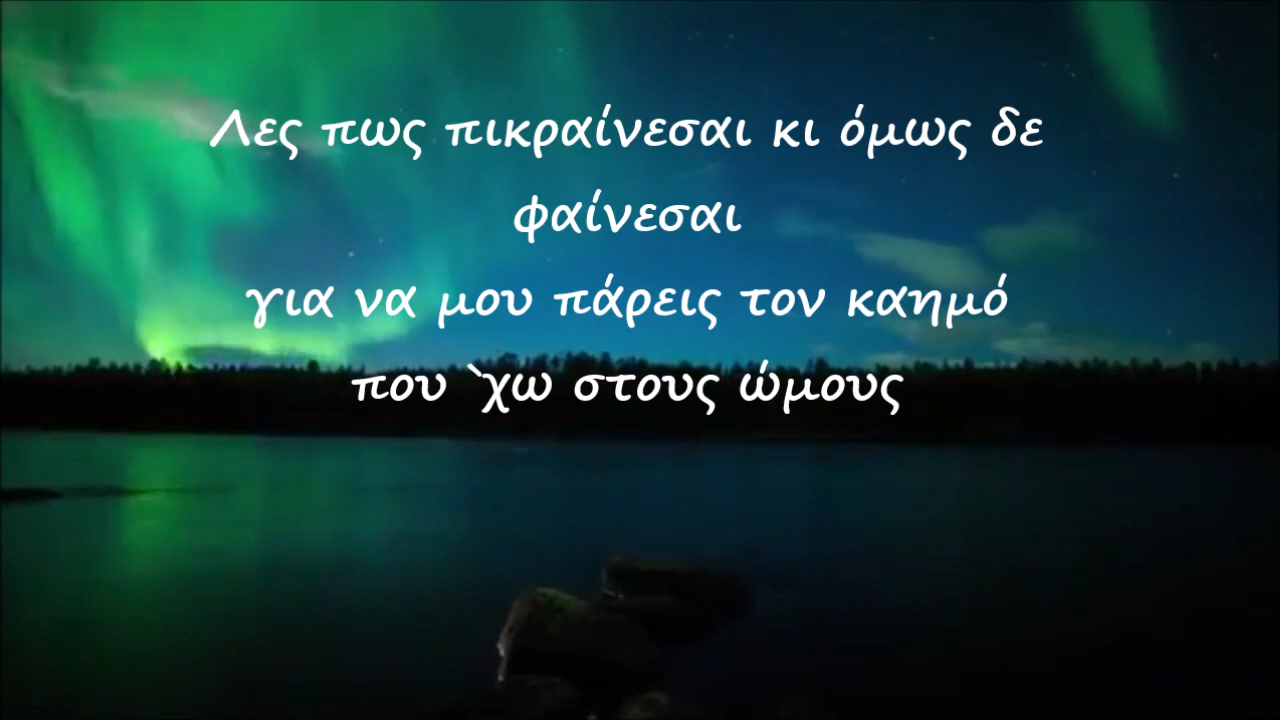 Λες πως πικραίνεσαι κι όμως δε
φαίνεσαι
για να μου πάρεις τον καημό
που `χω στους ώμους